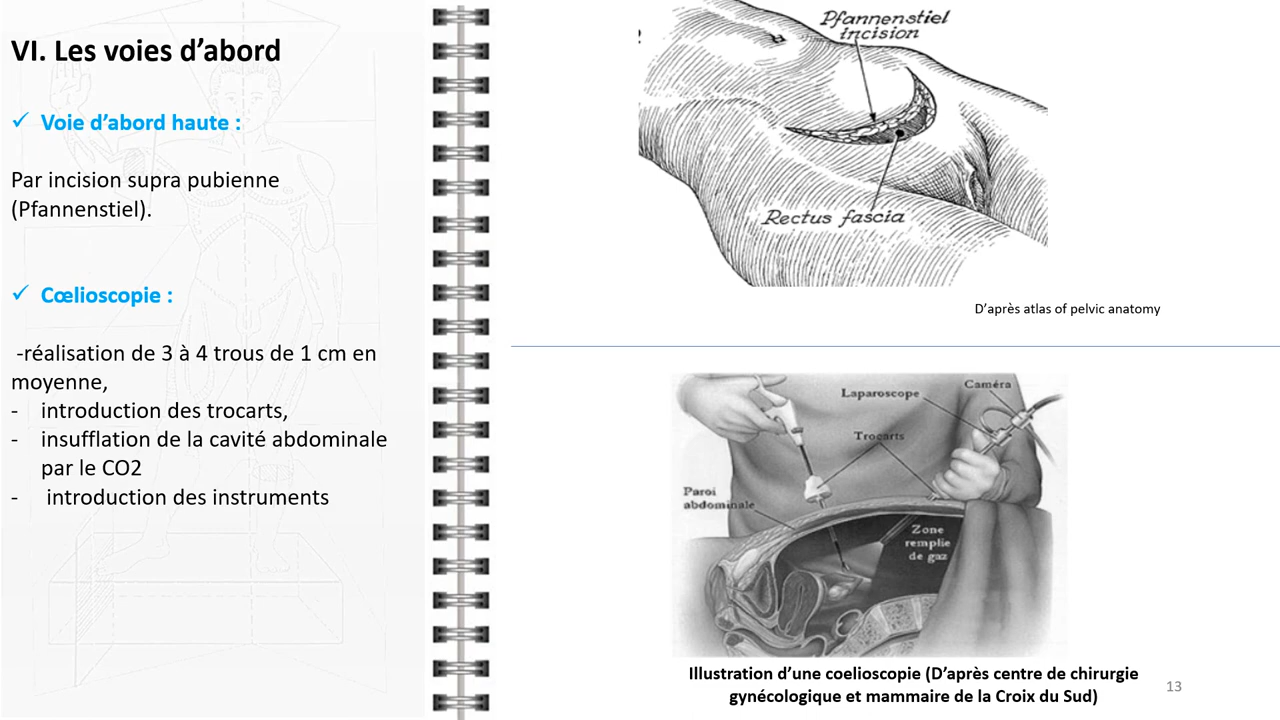 VI. Les voies d’abord
✓ Voie d’abord haute :
Par incision supra pubienne
(Pfannenstiel).
✓ Cœlioscopie :
-réalisation de 3 à 4 trous de 1 cm en
moyenne,
- introduction des trocarts,
- insufflation de la cavité abdominale
par le CO2
- introduction des instruments
Pfannenstiel
incision
Rectus fascia
D’après atlas of pelvic anatomy
Caméra
Laparoscope
Trocarts
Paroi
abdominale
Zone
remplie
de gaz
Illustration d’une coelioscopie (D’après centre de chirurgie
gynécologique et mammaire de la Croix du Sud)
13